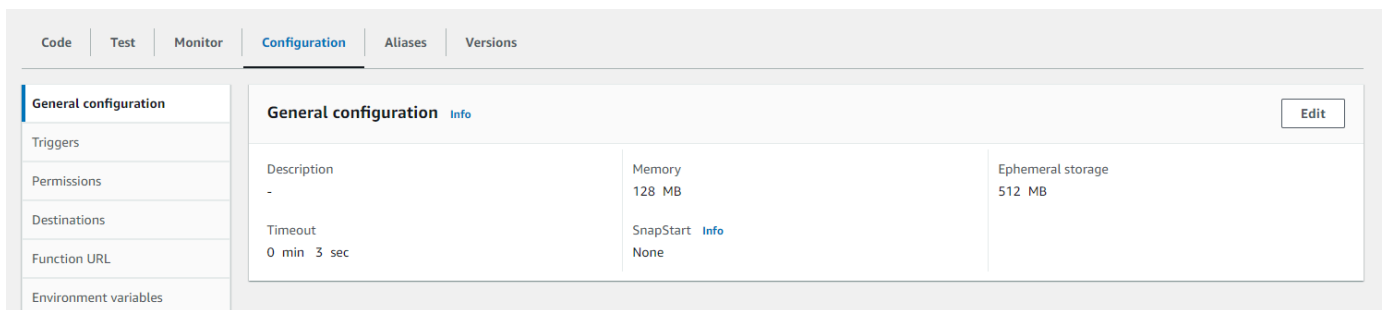 Code Test Monitor Configuration Aliases Versions
General configuration
Triggers
Permissions
Destinations
Function URL
Environment variables
General configuration Info
Edit
Description
-
Timeout
0 min 3 sec
Memory
128 MB
SnapStart Info
None
Ephemeral storage
512 MB